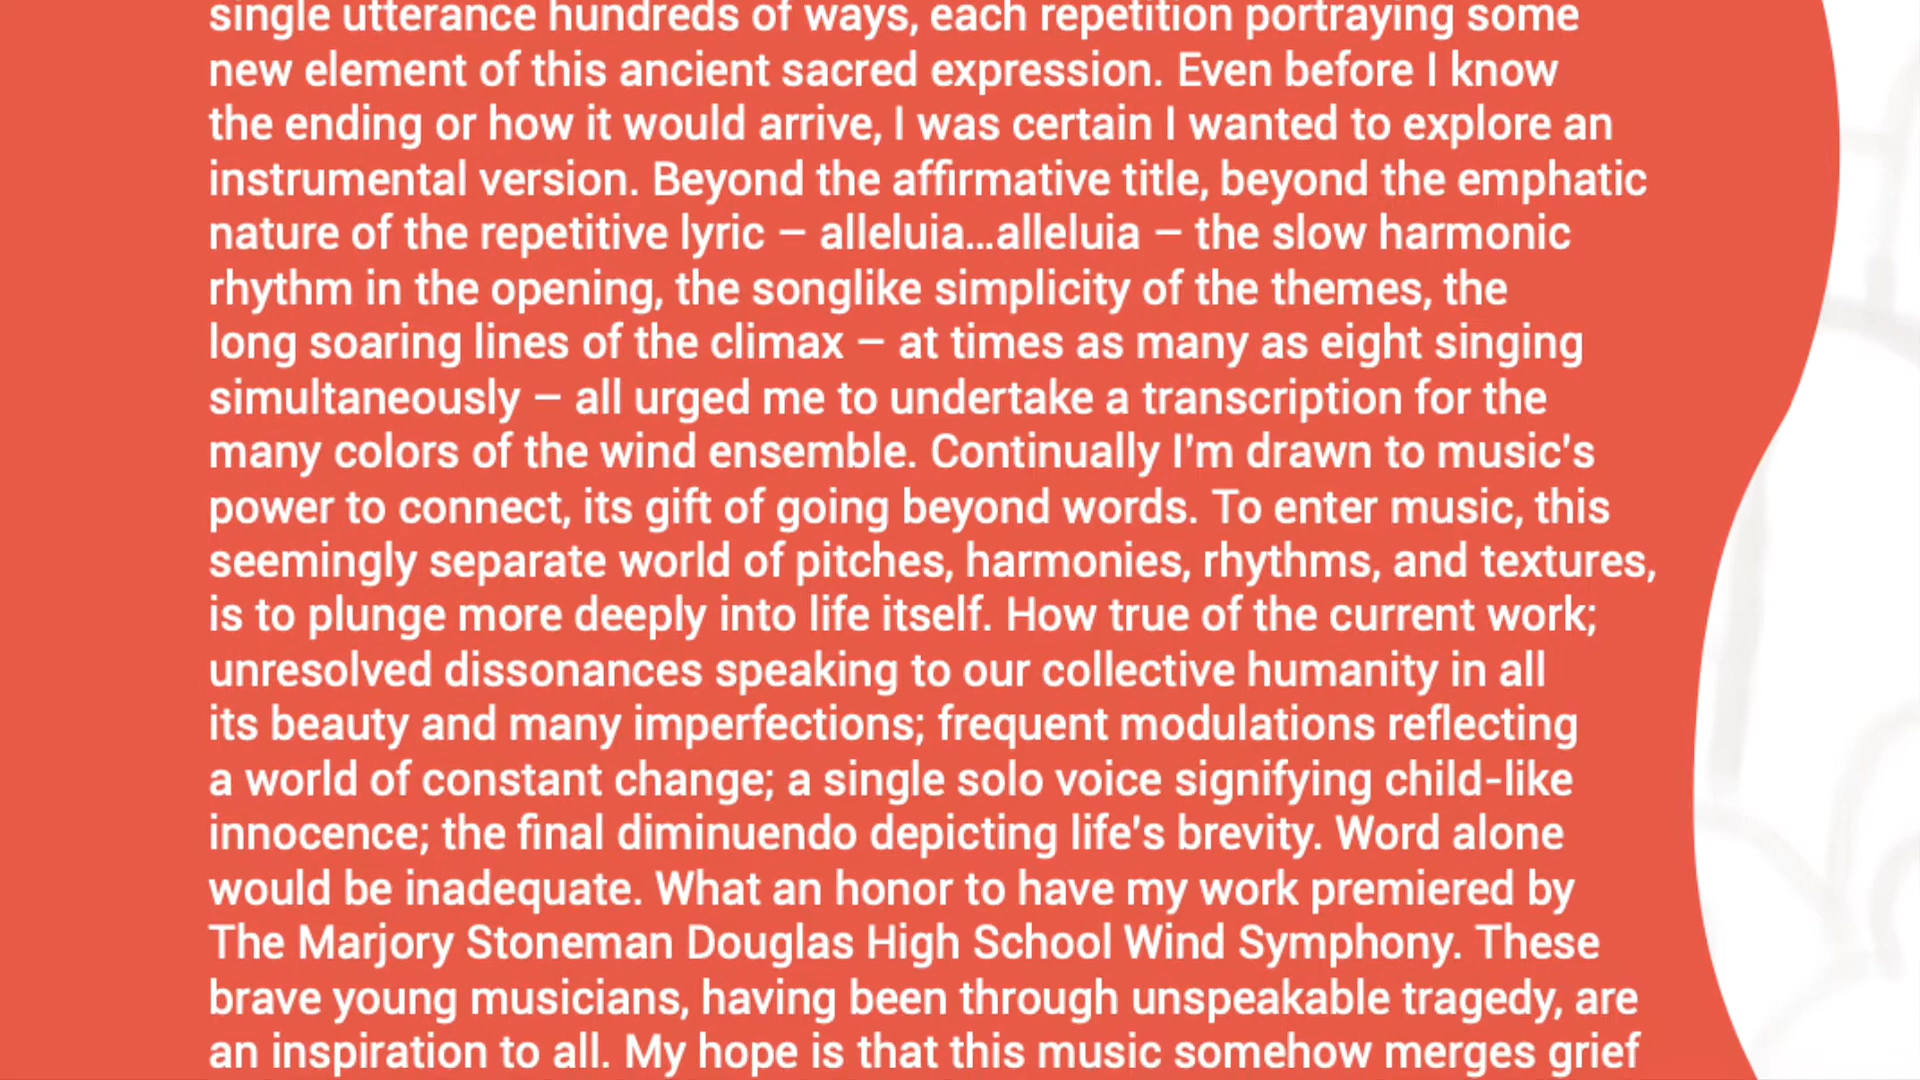 single utterance hundreds of ways, each repetition portraying some
new element of this ancient sacred expression. Even before I know
the ending or how it would arrive, I was certain I wanted to explore an
instrumental version. Beyond the affirmative title, beyond the emphatic
nature of the repetitive lyric – alleluia...alleluia – the slow harmonic
rhythm in the opening, the songlike simplicity of the themes, the
long soaring lines of the climax – at times as many as eight singing
simultaneously – all urged me to undertake a transcription for the
many colors of the wind ensemble. Continually I'm drawn to music's
power to connect, its gift of going beyond words. To enter music, this
seemingly separate world of pitches, harmonies, rhythms, and textures,
is to plunge more deeply into life itself. How true of the current work;
unresolved dissonances speaking to our collective humanity in all
its beauty and many imperfections; frequent modulations reflecting
a world of constant change; a single solo voice signifying child-like
innocence; the final diminuendo depicting life's brevity. Word alone
would be inadequate. What an honor to have my work premiered by
The Marjory Stoneman Douglas High School Wind Symphony. These
brave young musicians, having been through unspeakable tragedy, are
an inspiration to all. My hope is that this music somehow merges grief